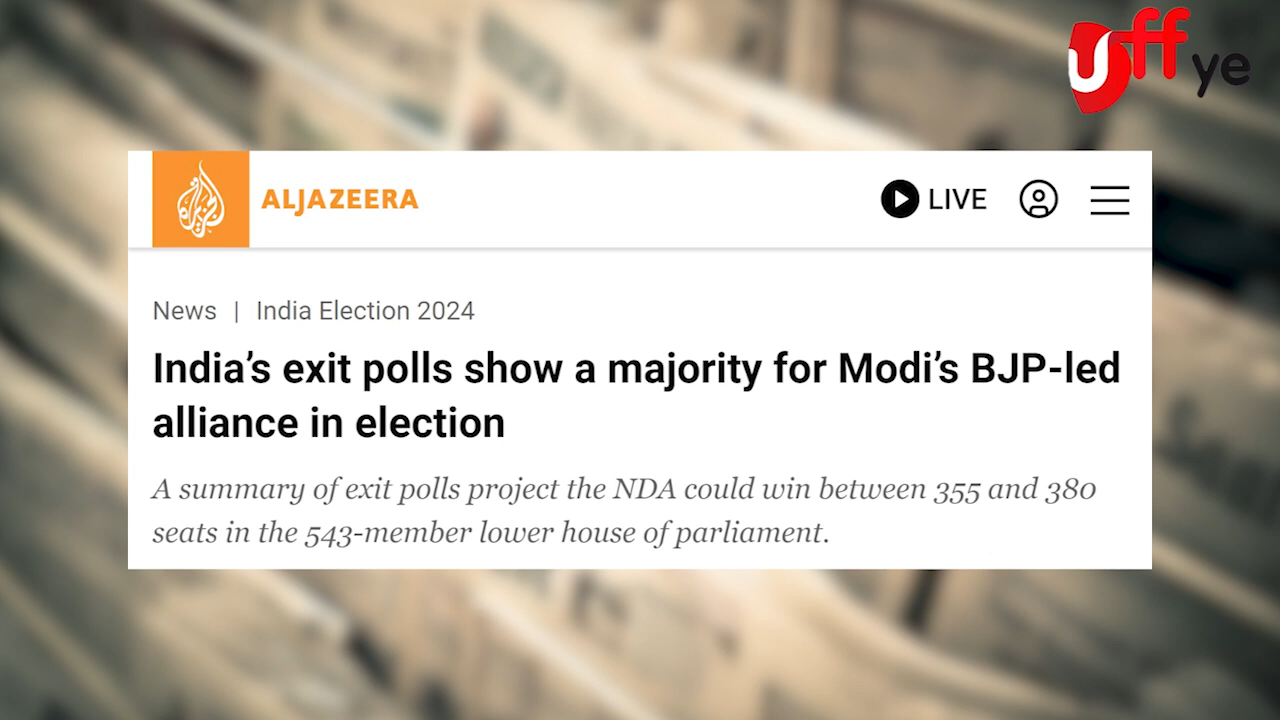 Uff ye
ALJAZEERA
LIVE
News | India Election 2024
India’s exit polls show a majority for Modi’s BJP-led
alliance in election
A summary of exit polls project the NDA could win between 355 and 380
seats in the 543-member lower house of parliament.